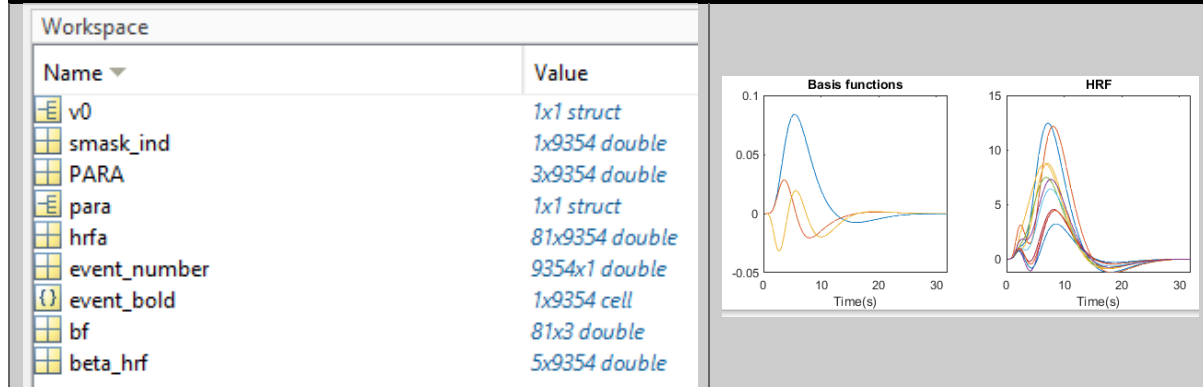 Workspace
Name Value
v0 1x1 struct
smask_ind 1x9354 double
PARA 3x9354 double
para 1x1 struct
hrfa 81x9354 double
event_number 9354x1 double
event_bold 1x9354 cell
bf 81x3 double
beta_hrf 5x9354 double
Basis functions
0.1
0.05
0
-0.05
0 10 20 30
Time(s)
HRF
15
10
5
0
0 10 20 30
Time(s)